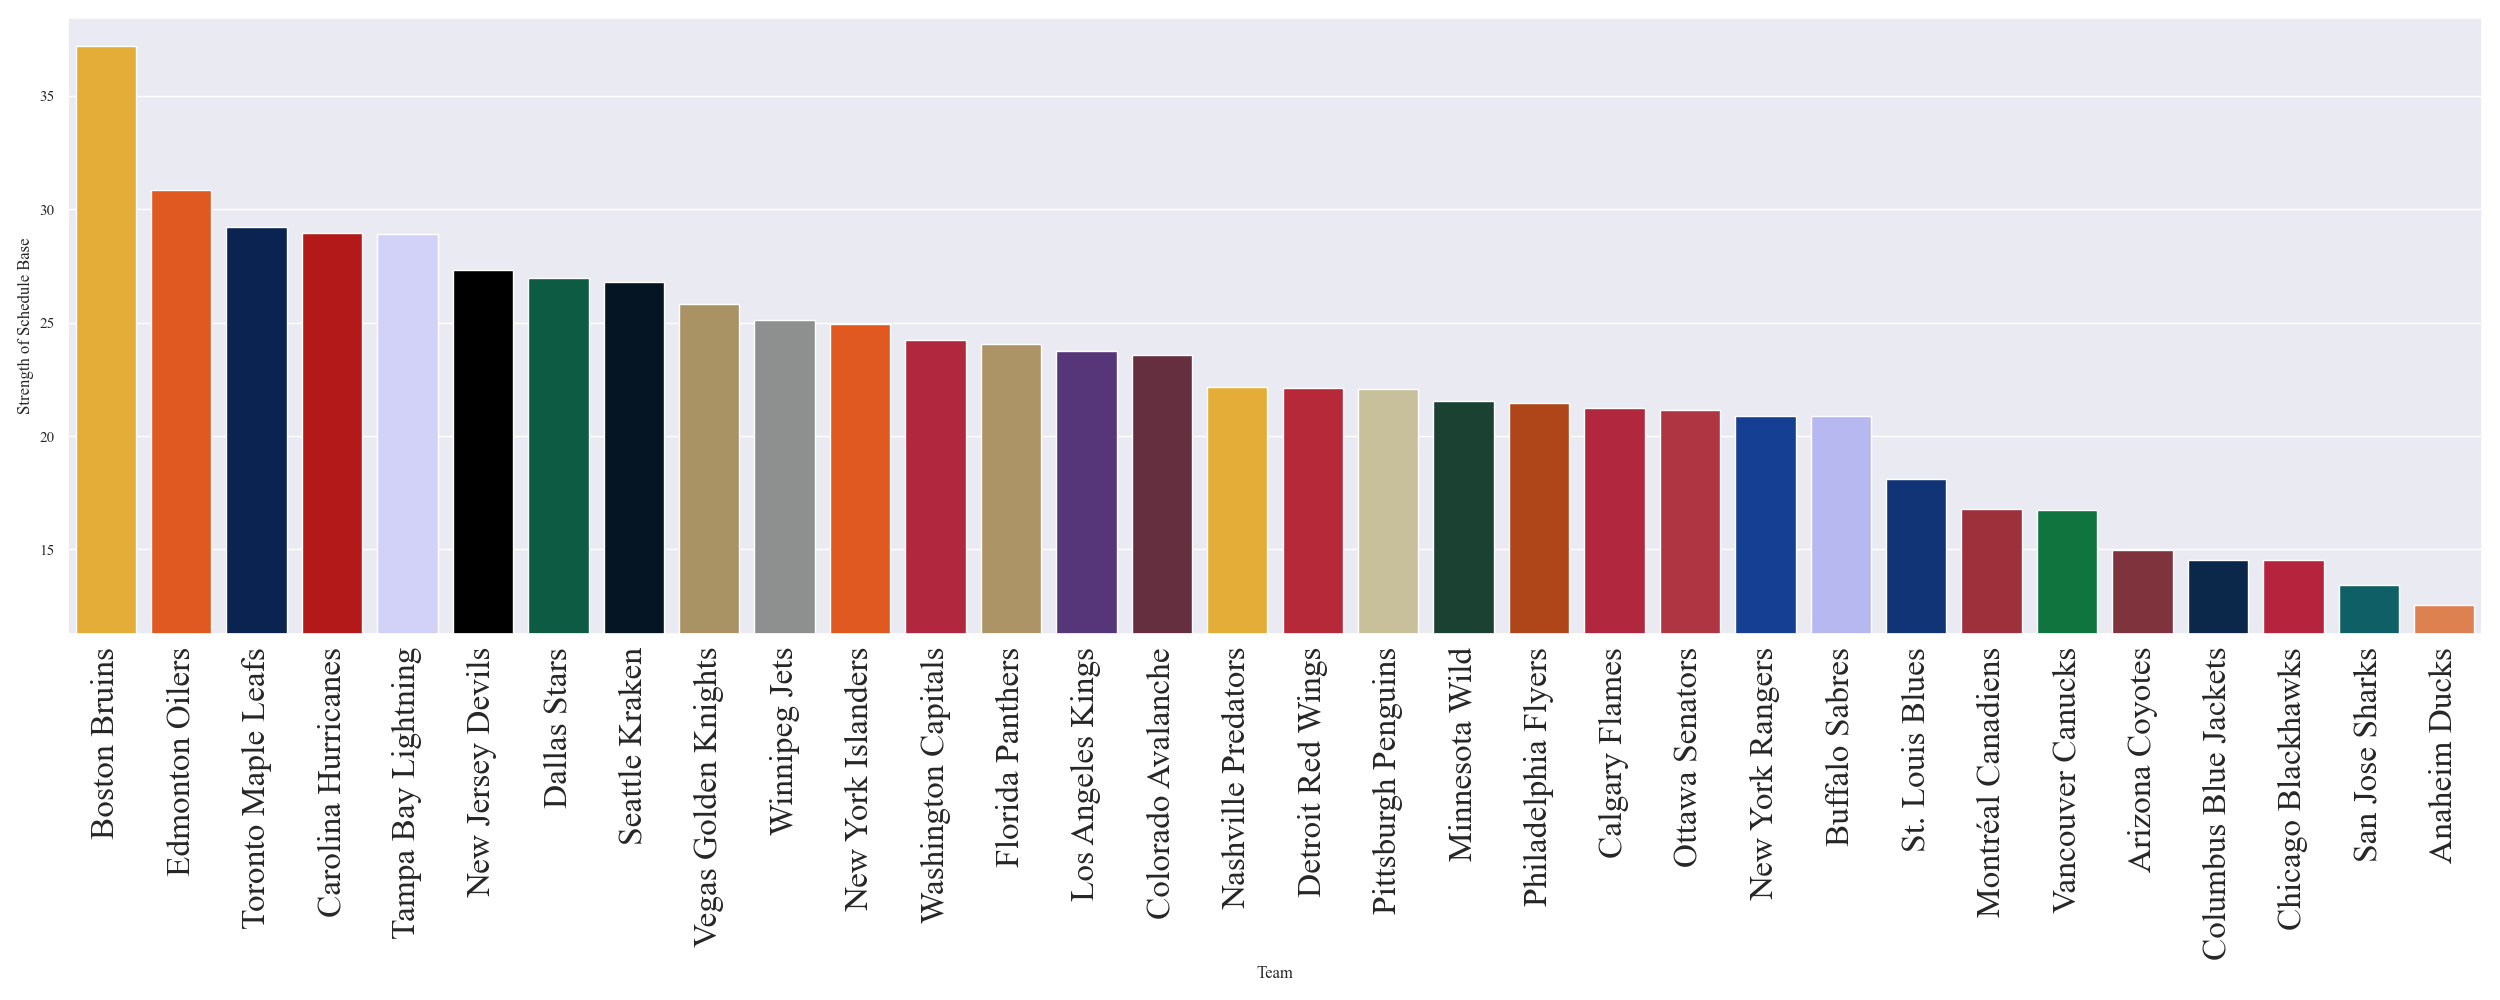 Strength of Schedule Base
35
30
25
20
15
Boston Bruins
Edmonton Oilers
Toronto Maple Leafs
Carolina Hurricanes
Tampa Bay Lightning
New Jersey Devils
Dallas Stars
Seattle Kraken
Vegas Golden Knights
Winnipeg Jets
New York Islanders
Washington Capitals
Florida Panthers
Los Angeles Kings
Colorado Avalanche
Nashville Predators
Detroit Red Wings
Pittsburgh Penguins
Minnesota Wild
Philadelphia Flyers
Calgary Flames
Ottawa Senators
New York Rangers
Buffalo Sabres
St. Louis Blues
Montréal Canadiens
Vancouver Canucks
Arizona Coyotes
Columbus Blue Jackets
Chicago Blackhawks
San Jose Sharks
Anaheim Ducks
Team